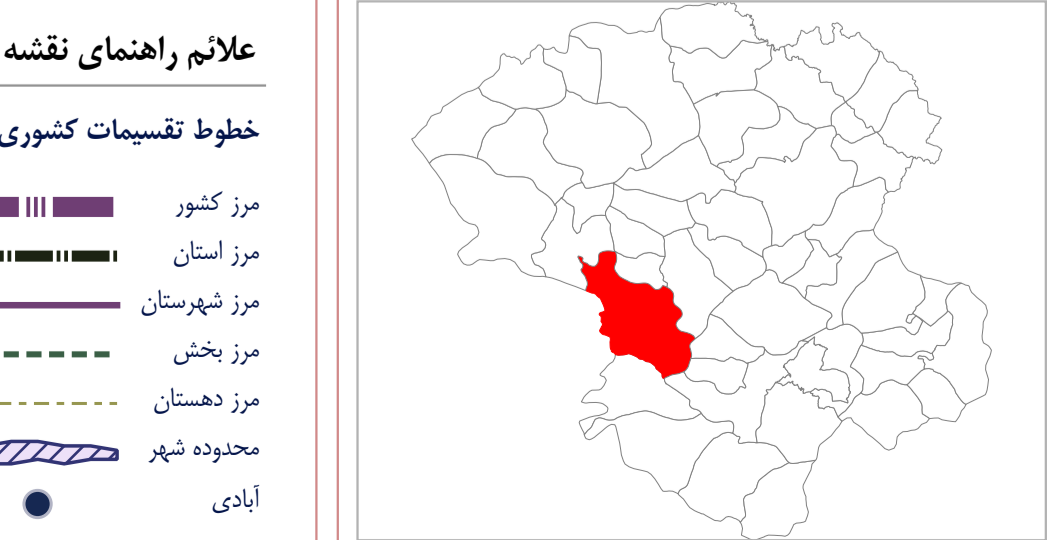 علائم راهنمای نقشه
خطوط تقسیمات کشوری
مرز کشور
مرز استان
مرز شهرستان
مرز بخش
مرز دهستان
محدوده شهر
آبادی